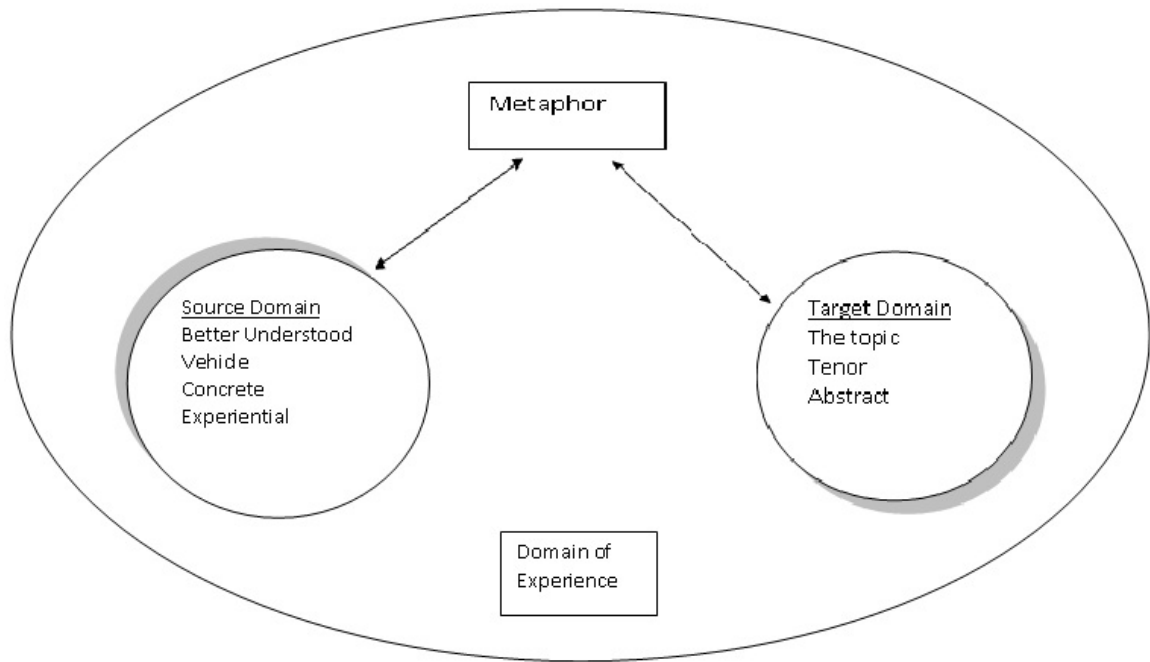 Metaphor
Source Domain
Better Understood
Vehide
Concrete
Experiential
Target Domain
The topic
Tenor
Abstract
Domain of
Experience